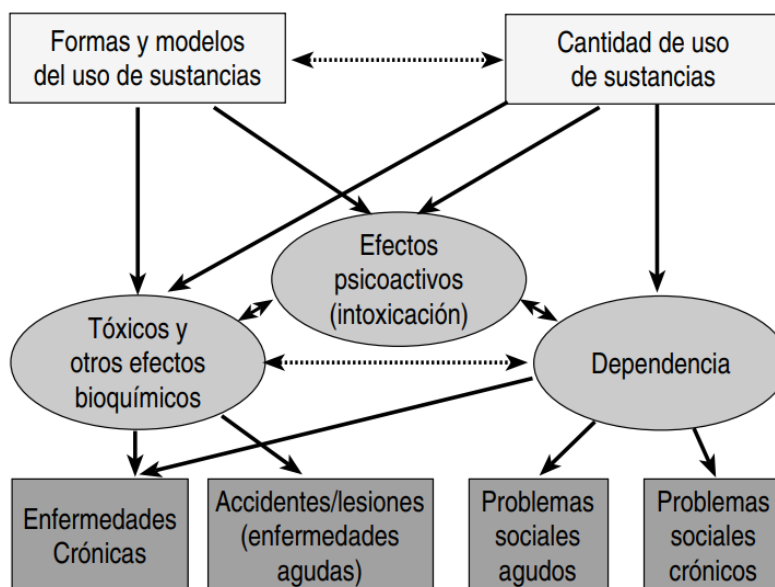 Formas y modelos
del uso de sustancias
Cantidad de uso
de sustancias
Efectos
psicoactivos
(intoxicación)
Tóxicos y
otros efectos
bioquímicos
Dependencia
Enfermedades
Crónicas
Accidentes/lesiones
(enfermedades
agudas)
Problemas
sociales
agudos
Problemas
sociales
crónicos